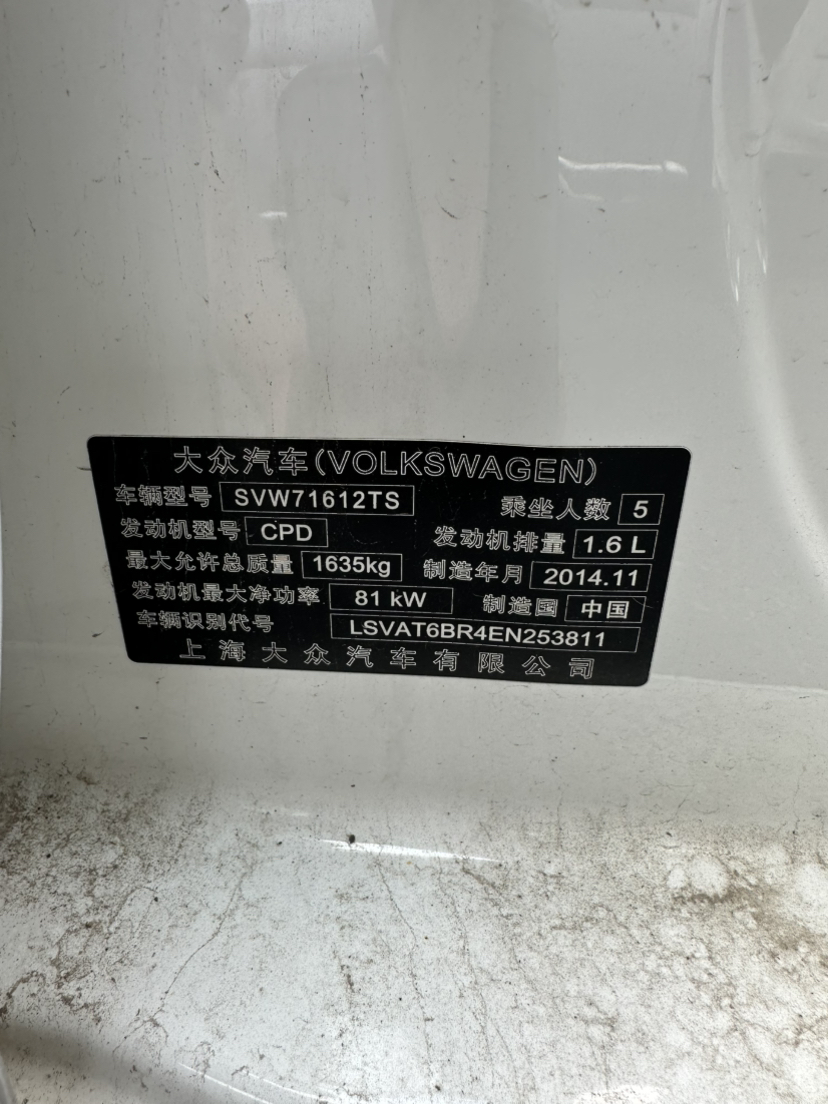 大众汽车(VOLKSWAGEN)
车辆型号 SVW71612TS 乘坐人数 5
发动机型号 CPD 发动机排量 1.6 L
最大允许总质量 1635kg 制造年月 2014.11
发动机最大净功率 81 kW 制造国 中国
车辆识别代号 LSVAT6BR4EN253811
上海大众汽车有限公司